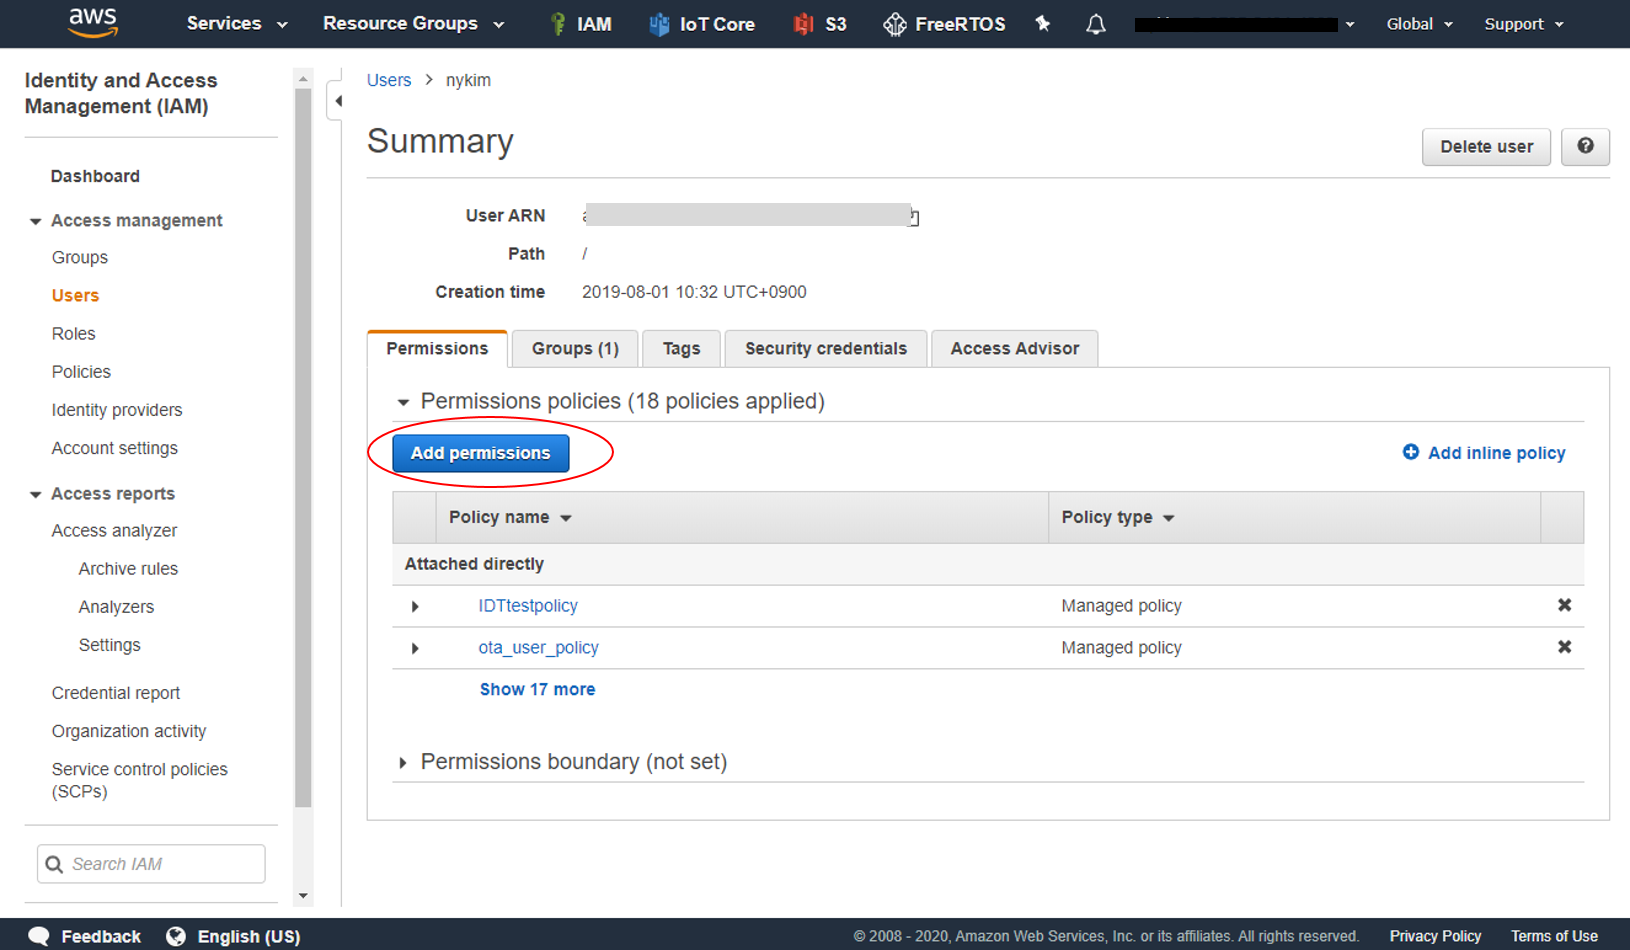 aws Services Resource Groups IAM IoT Core S3 FreeRTOS Global Support
Identity and Access
Management (IAM)
Dashboard
Access management
Groups
Users
Roles
Policies
Identity providers
Account settings
Access reports
Access analyzer
Archive rules
Analyzers
Settings
Credential report
Organization activity
Service control policies
(SCPs)
Search IAM
Users > nykim
Summary
Delete user
User ARN
Path /
Creation time 2019-08-01 10:32 UTC+0900
Permissions Groups (1) Tags Security credentials Access Advisor
Permissions policies (18 policies applied)
Add permissions Add inline policy
Policy name Policy type
Attached directly
IDTtestpolicy Managed policy
ota_user_policy Managed policy
Show 17 more
Permissions boundary (not set)
Feedback English (US) © 2008 - 2020, Amazon Web Services, Inc. or its affiliates. All rights reserved. Privacy Policy Terms of Use